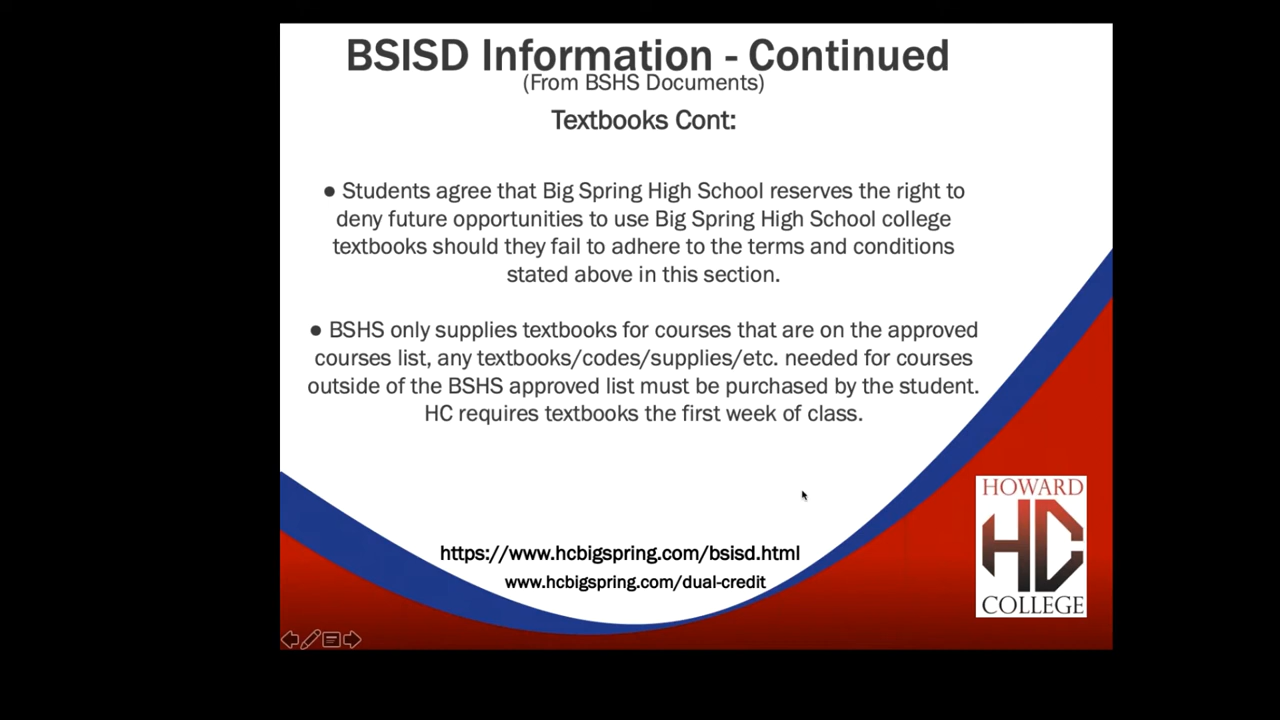 BSISD Information - Continued
(From BSHS Documents)
Textbooks Cont:
● Students agree that Big Spring High School reserves the right to
deny future opportunities to use Big Spring High School college
textbooks should they fail to adhere to the terms and conditions
stated above in this section.
● BSHS only supplies textbooks for courses that are on the approved
courses list, any textbooks/codes/supplies/etc. needed for courses
outside of the BSHS approved list must be purchased by the student.
HC requires textbooks the first week of class.
https://www.hcbigspring.com/bsisd.html
www.hcbigspring.com/dual-credit
HOWARD
HC
COLLEGE